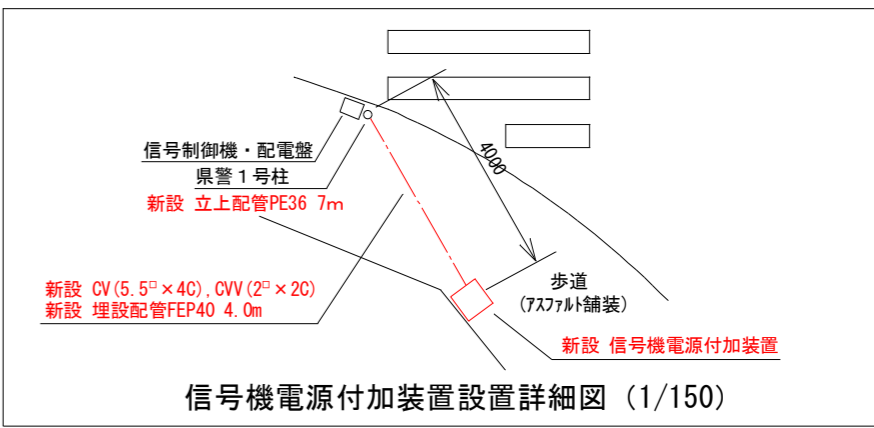 4000
信号制御機・配電盤
県警1号柱
新設 立上配管PE36 7m
新設 CV(5.5□×4C),CVV(2□×2C)
新設 埋設配管FEP40 4.0m
歩道
(アスファルト舗装)
新設 信号機電源付加装置
信号機電源付加装置設置詳細図 (1/150)